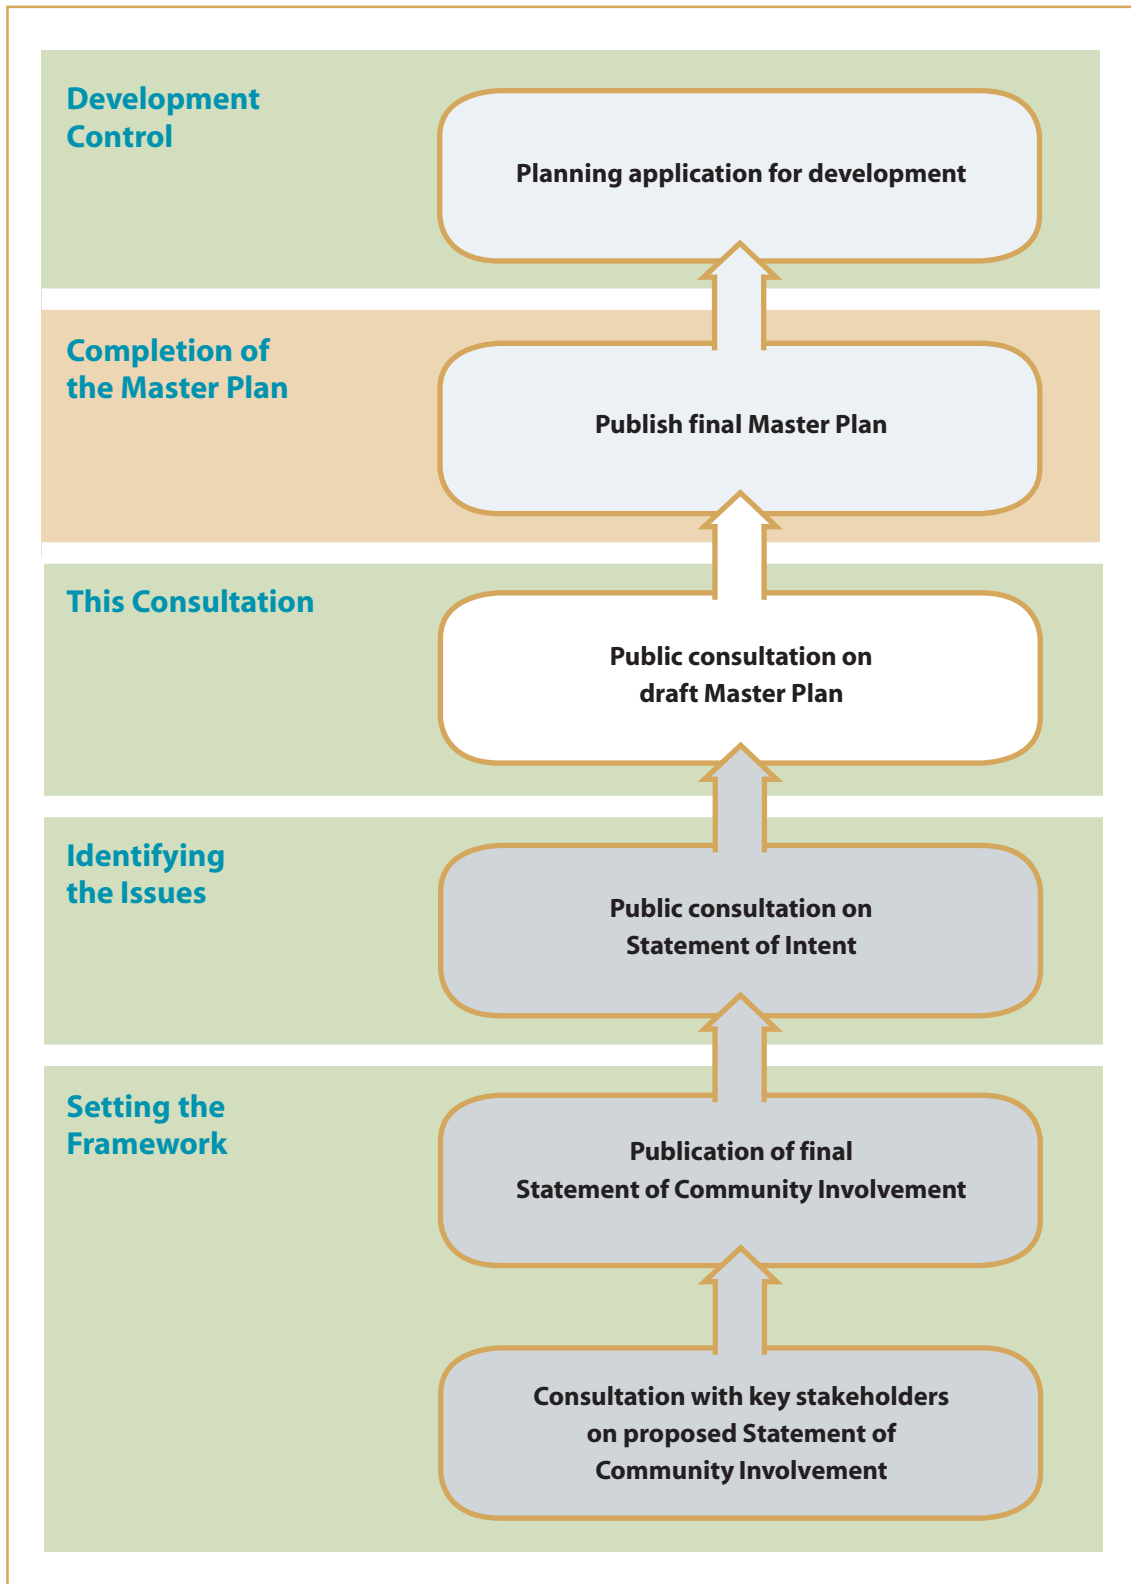 Development
Control
Planning application for development
Completion of
the Master Plan
Publish final Master Plan
This Consultation
Public consultation on
draft Master Plan
Identifying
the Issues
Public consultation on
Statement of Intent
Setting the
Framework
Publication of final
Statement of Community Involvement
Consultation with key stakeholders
on proposed Statement of
Community Involvement